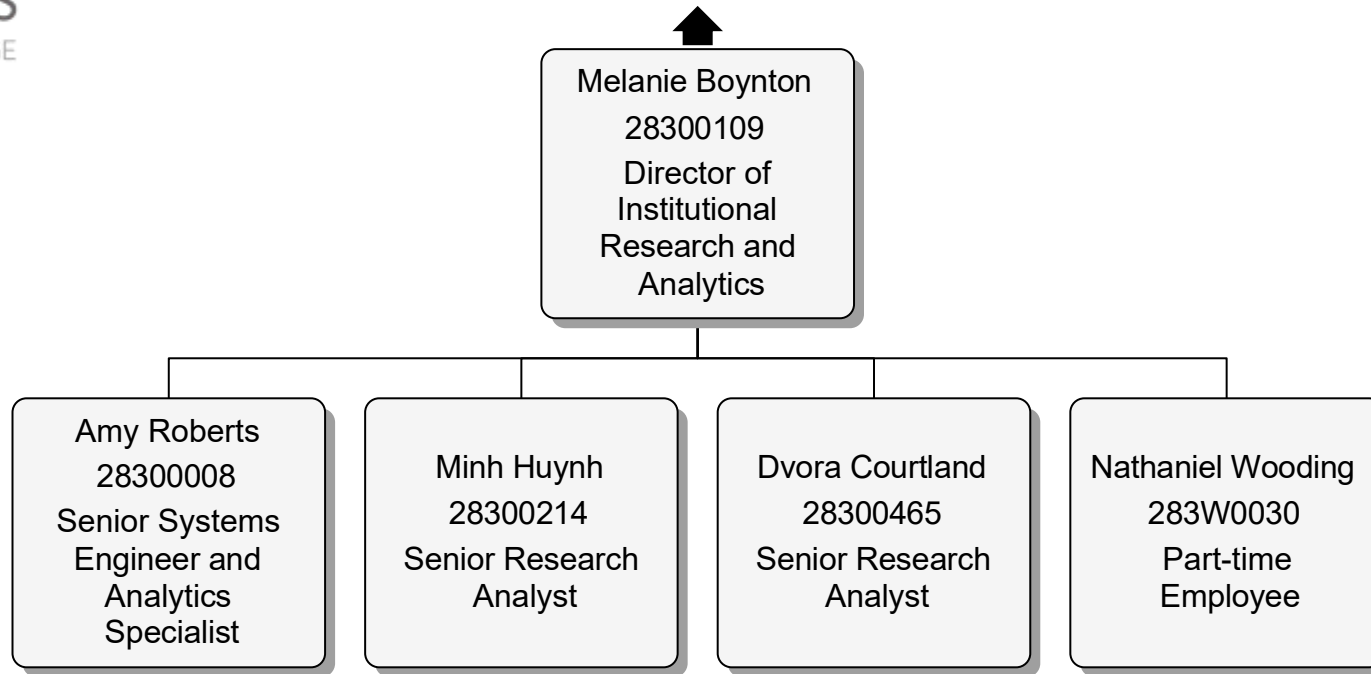 S
GE
Melanie Boynton
28300109
Director of
Institutional
Research and
Analytics
Amy Roberts
28300008
Senior Systems
Engineer and
Analytics
Specialist
Minh Huynh
28300214
Senior Research
Analyst
Dvora Courtland
28300465
Senior Research
Analyst
Nathaniel Wooding
283W0030
Part-time
Employee